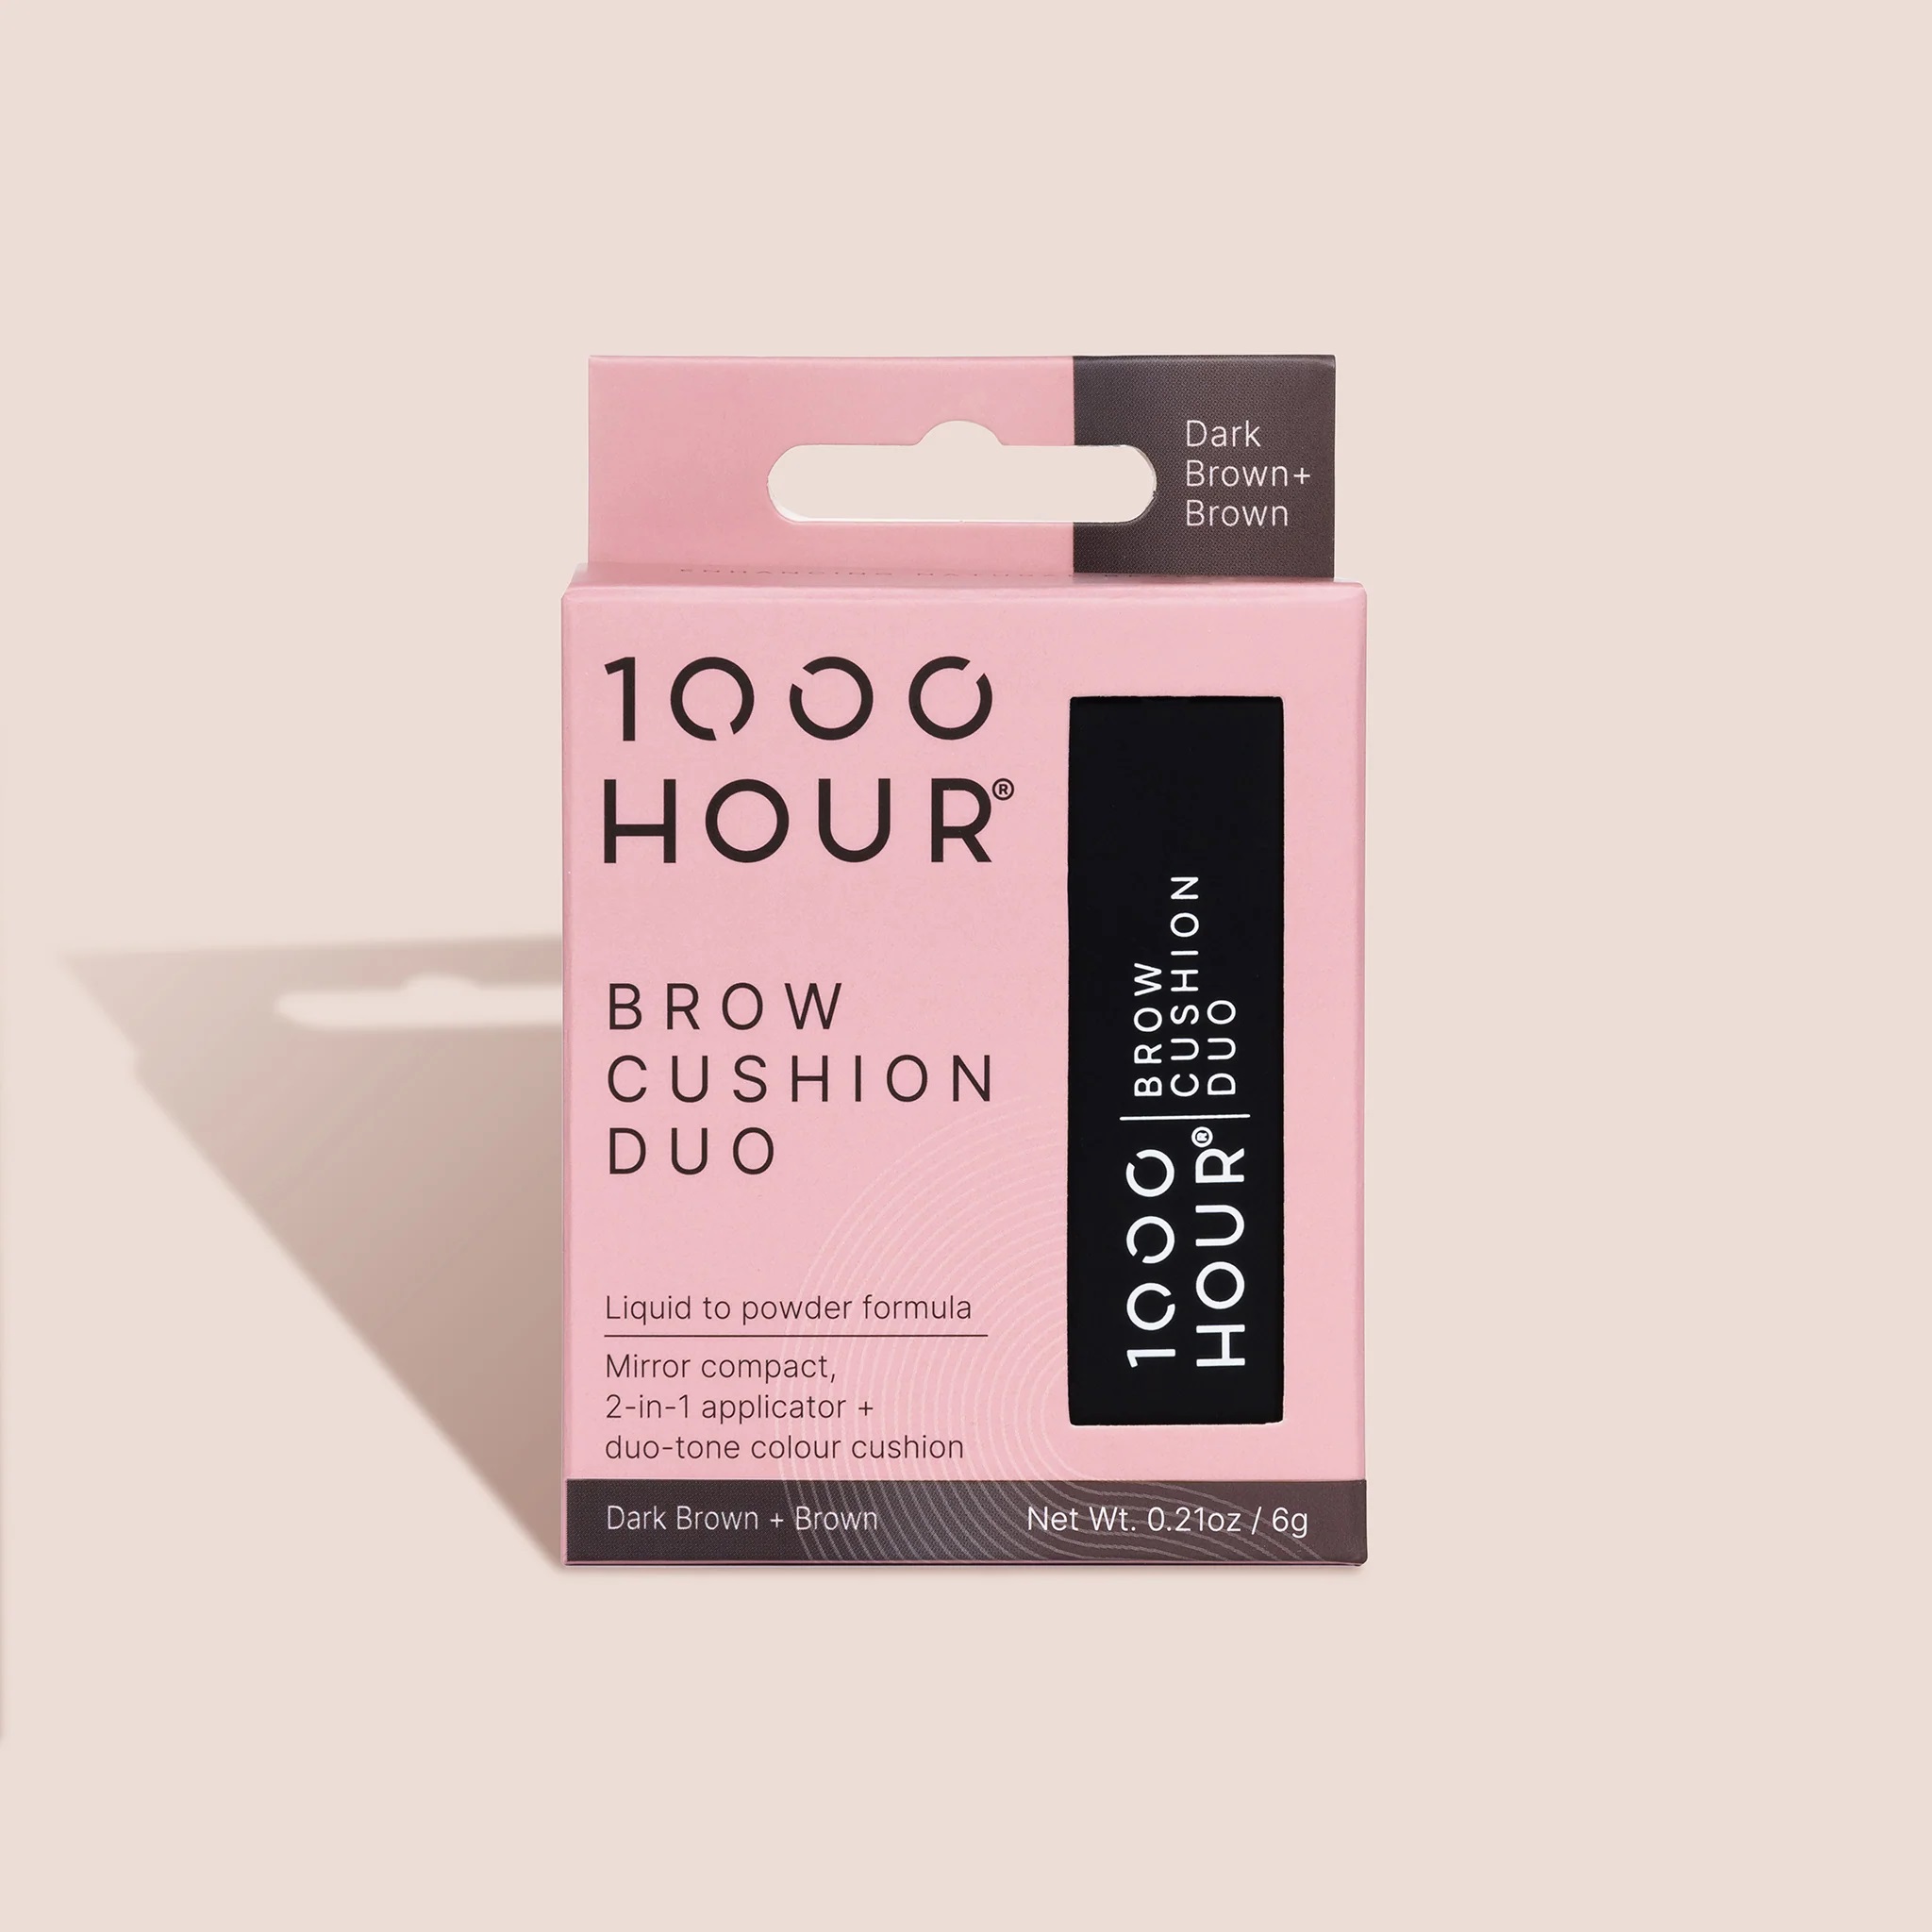 Dark
Brown+
Brown
1000
HOUR®
BROW
CUSHION
DUO
Liquid to powder formula
Mirror compact,
2-in-1 applicator +
duo-tone colour cushion
Dark Brown + Brown
Net Wt. 0.21oz / 6g
1000
HOUR®
BROW
CUSHION
DUO